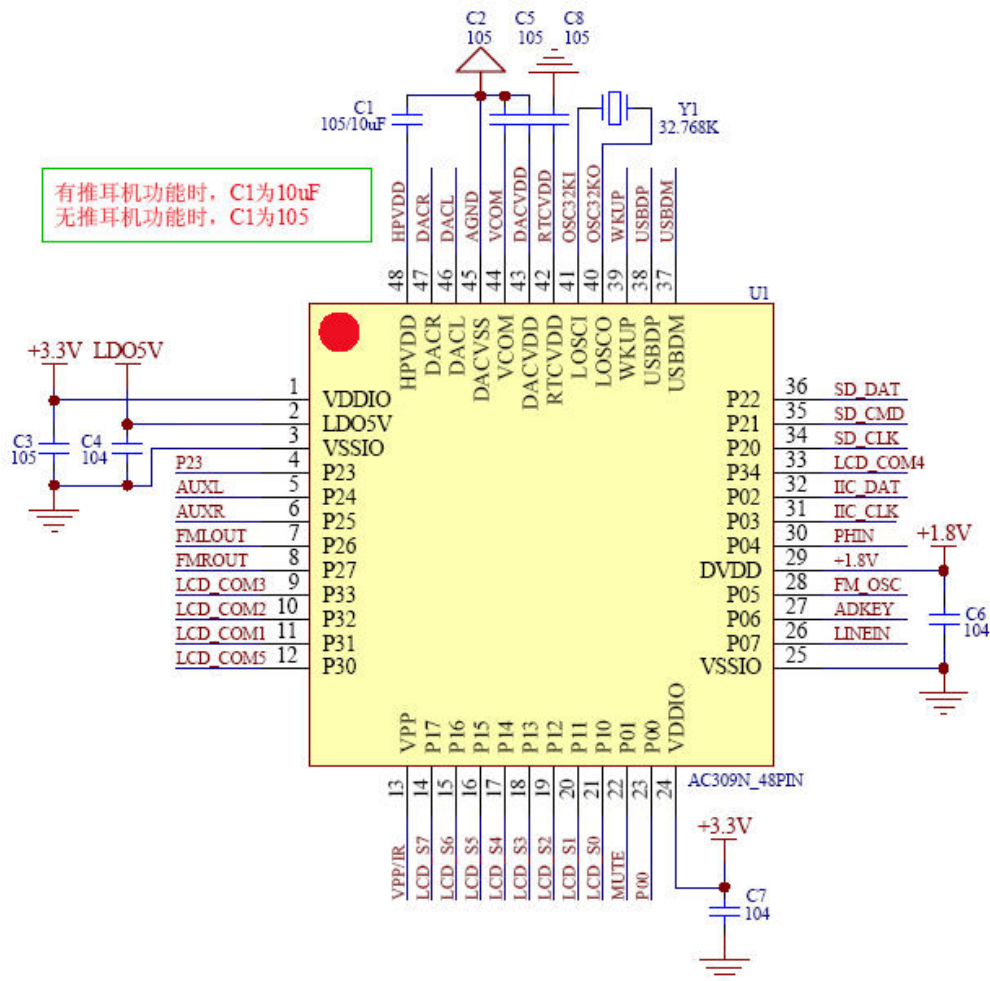 C2 C5 C8
105 105 105
C1
105/10uF
Y1
32.768K
有推耳机功能时，C1为10uF
无推耳机功能时，C1为105
HPVDD
DACR
DACL
AGND
VCOM
DACVDD
RTCVDD
OSC32KI
OSC32KO
WKUP
USBDP
USBDM
48 47 46 45 44 43 42 41 40 39 38 37
U1
HPVDD
DACR
DACL
DACVSS
VCOM
DACVDD
RTCVDD
LOSCI
LOSCO
WKUP
USBDP
USBDM
+3.3V LDO5V
C3
105
C4
104
1 VDDIO
2 LDO5V
3 VSSIO
P23 4 P23
AUXL 5 P24
AUXR 6 P25
FMLOUT 7 P26
FMROUT 8 P27
LCD_COM3 9 P33
LCD_COM2 10 P32
LCD_COM1 11 P31
LCD_COM5 12 P30
P22 36 SD_DAT
P21 35 SD_CMD
P20 34 SD_CLK
P34 33 LCD_COM4
P02 32 IIC_DAT
P03 31 IIC_CLK
P04 30 PHIN
DVDD 29 +1.8V
P05 28 FM_OSC
P06 27 ADKEY
P07 26 LINEIN
VSSIO 25
+1.8V
C6
104
VPP
P17
P16
P15
P14
P13
P12
P11
P10
P01
P00
VDDIO
13 14 15 16 17 18 19 20 21 22 23 24
AC309N_48PIN
VPP/IR
LCD_S7
LCD_S6
LCD_S5
LCD_S4
LCD_S3
LCD_S2
LCD_S1
LCD_S0
MUTE
P00
+3.3V
C7
104